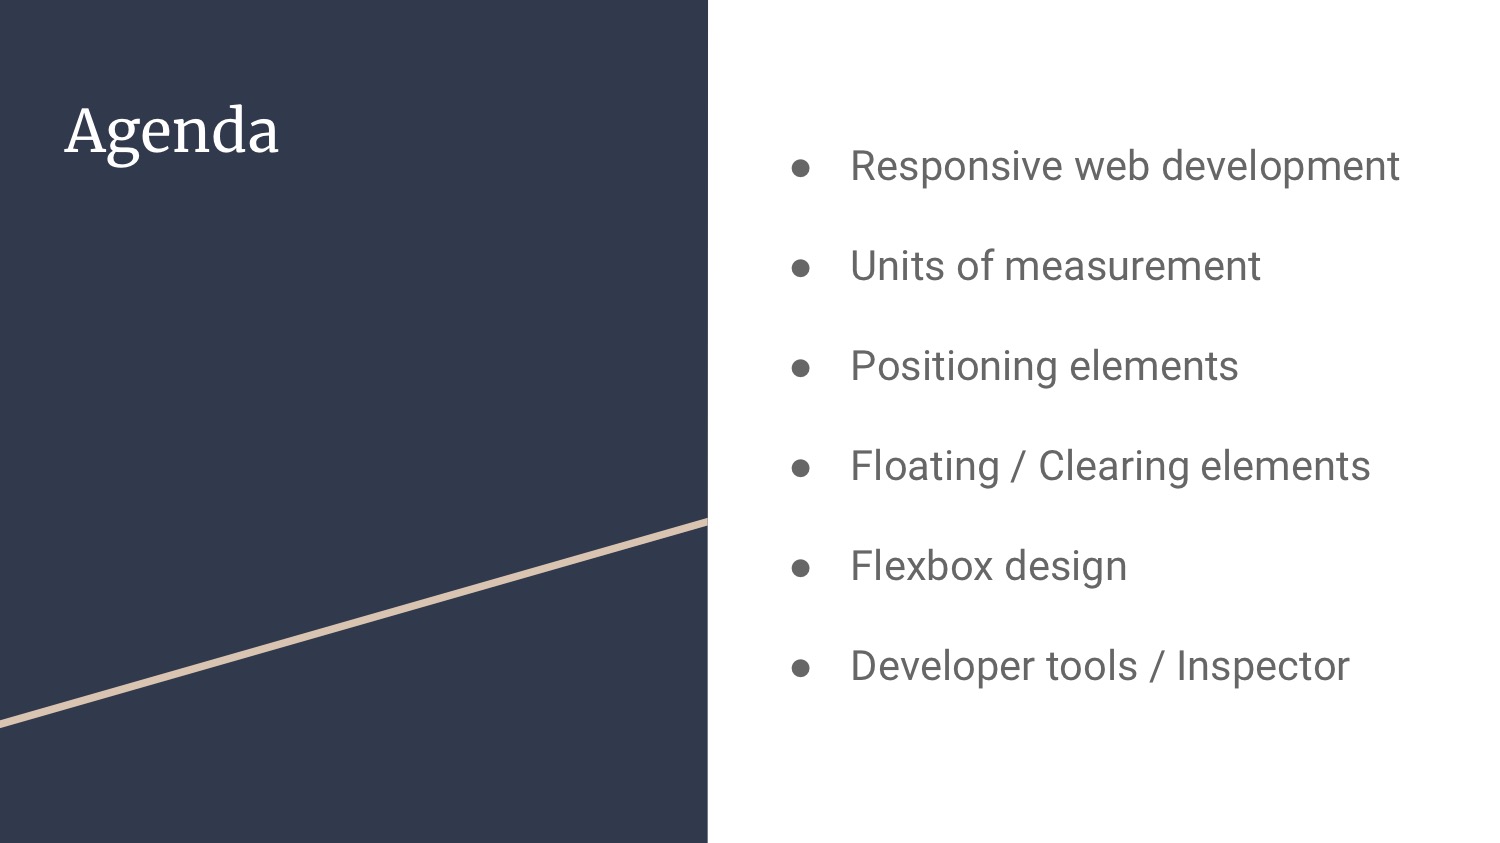 Agenda
● Responsive web development
● Units of measurement
● Positioning elements
● Floating / Clearing elements
● Flexbox design
● Developer tools / Inspector